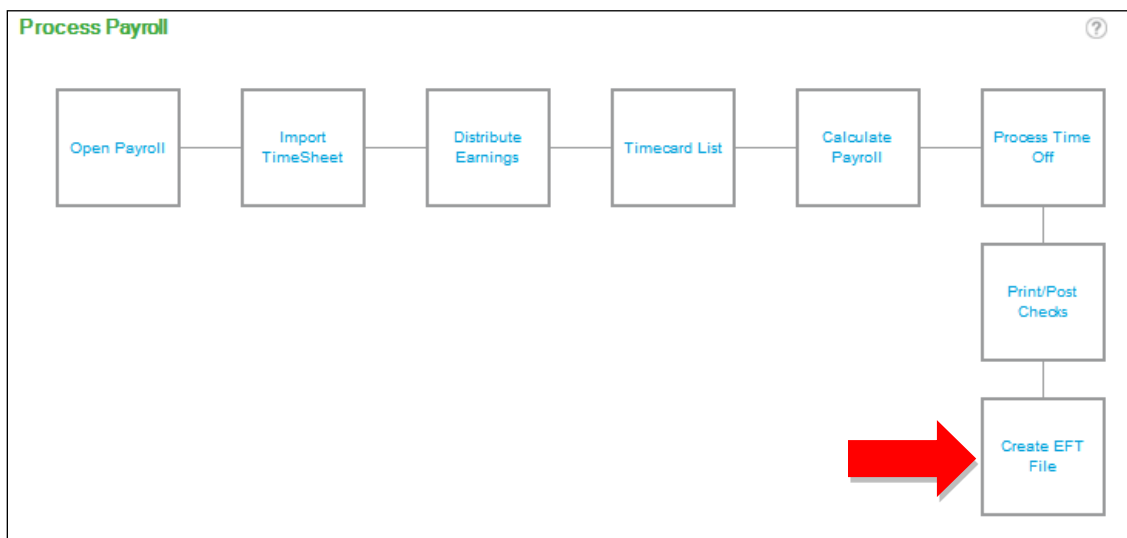 Process Payroll
?
Open Payroll
Import
TimeSheet
Distribute
Earnings
Timecard List
Calculate
Payroll
Process Time
Off
Print/Post
Checks
Create EFT
File